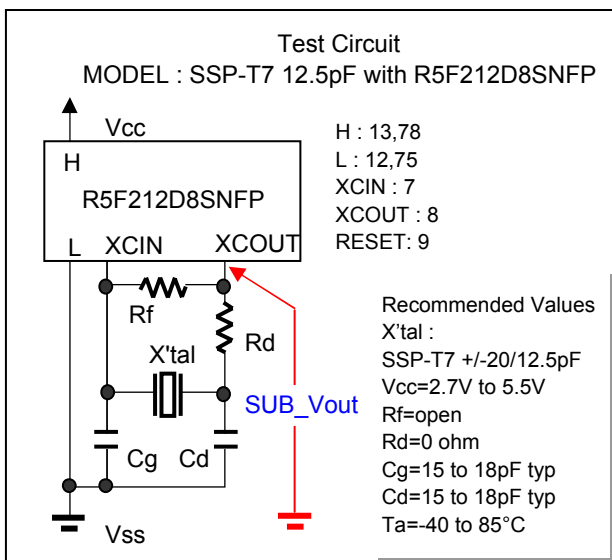 Test Circuit
MODEL : SSP-T7 12.5pF with R5F212D8SNFP
Vcc
H
R5F212D8SNFP
L XCIN XCOUT
H : 13,78
L : 12,75
XCIN : 7
XCOUT : 8
RESET: 9
Rf
Rd
X'tal
SUB_Vout
Cg Cd
Vss
Recommended Values
X’tal :
SSP-T7 +/-20/12.5pF
Vcc=2.7V to 5.5V
Rf=open
Rd=0 ohm
Cg=15 to 18pF typ
Cd=15 to 18pF typ
Ta=-40 to 85°C